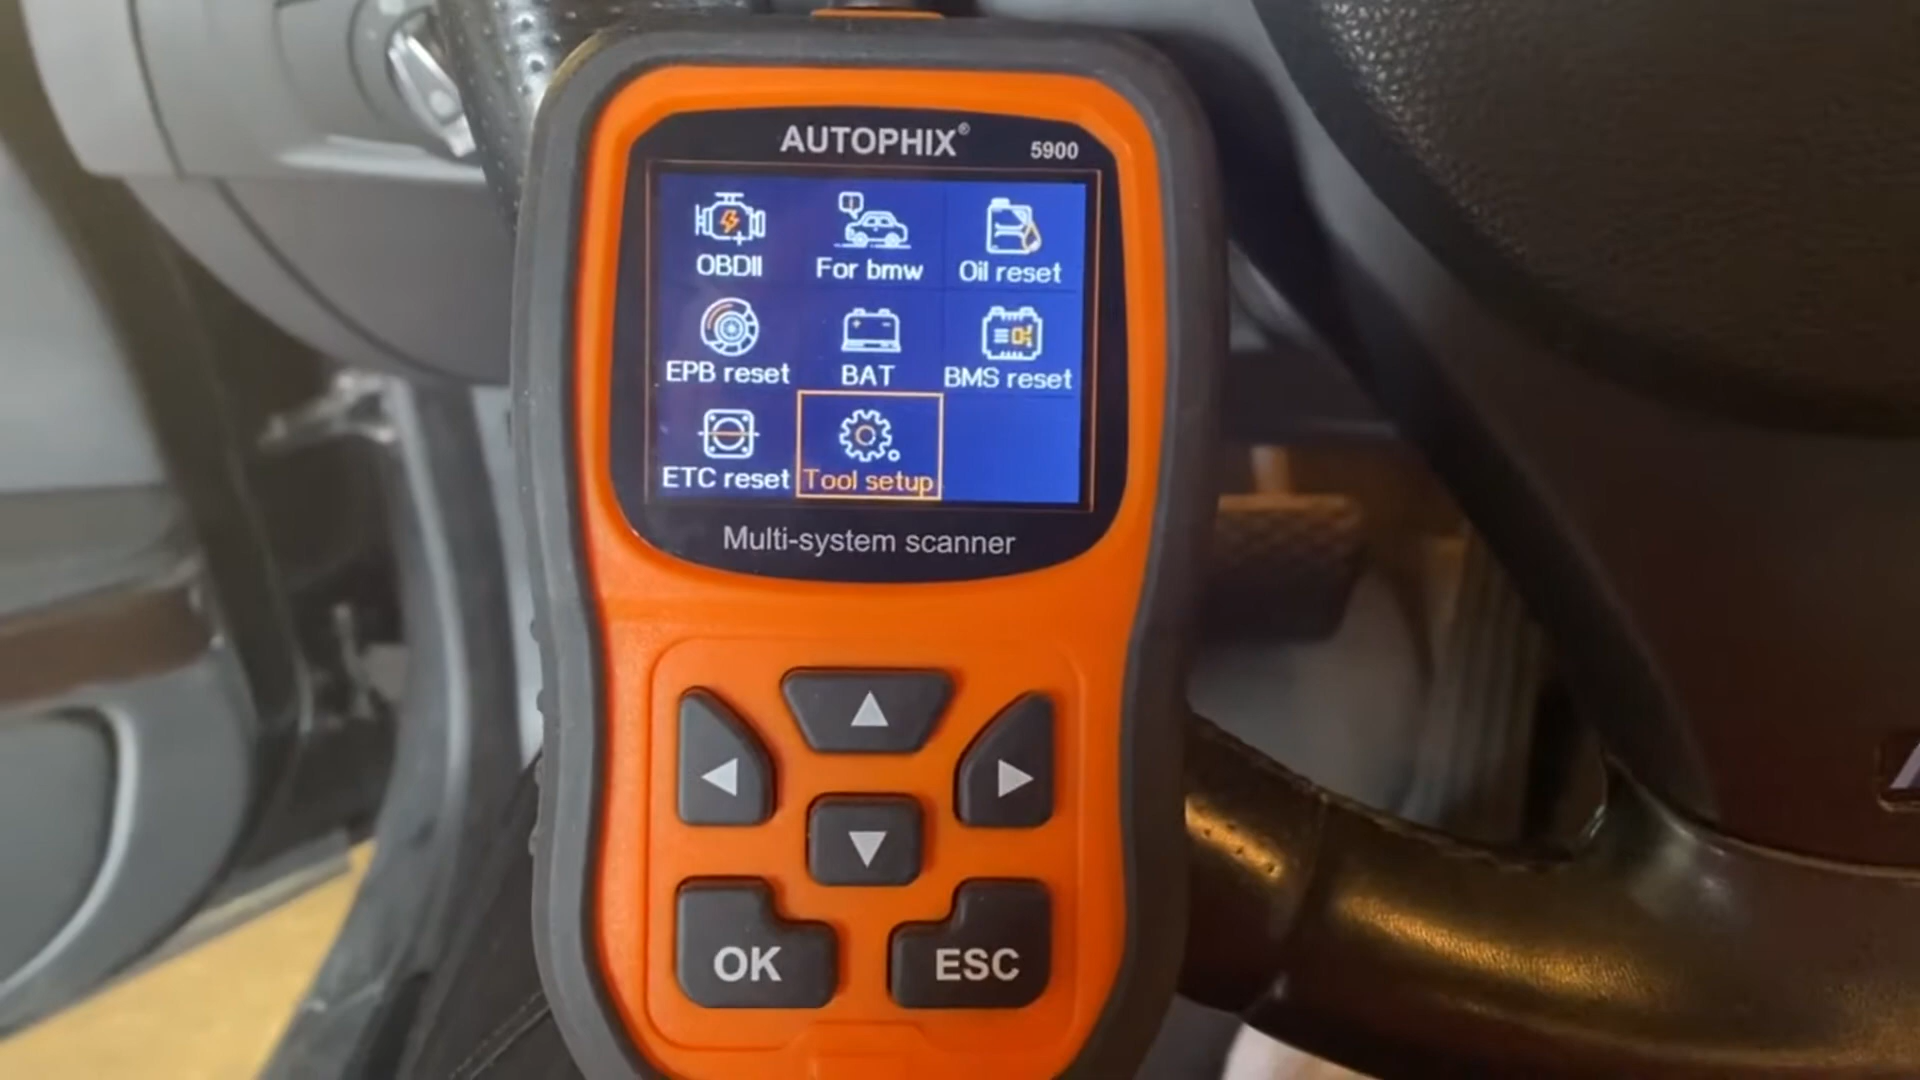 AUTOPHIX®
5900
OBDII For bmw Oil reset
EPB reset BAT BMS reset
ETC reset Tool setup
Multi-system scanner
OK ESC